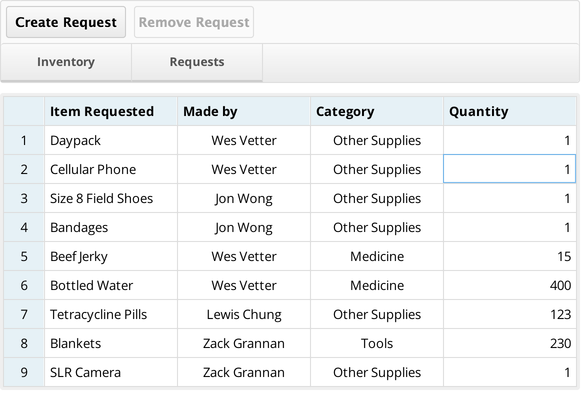 Create Request Remove Request
Inventory Requests
Item Requested Made by Category Quantity
1 Daypack Wes Vetter Other Supplies 1
2 Cellular Phone Wes Vetter Other Supplies 1
3 Size 8 Field Shoes Jon Wong Other Supplies 1
4 Bandages Jon Wong Other Supplies 1
5 Beef Jerky Wes Vetter Medicine 15
6 Bottled Water Wes Vetter Medicine 400
7 Tetracycline Pills Lewis Chung Other Supplies 123
8 Blankets Zack Grannan Tools 230
9 SLR Camera Zack Grannan Other Supplies 1